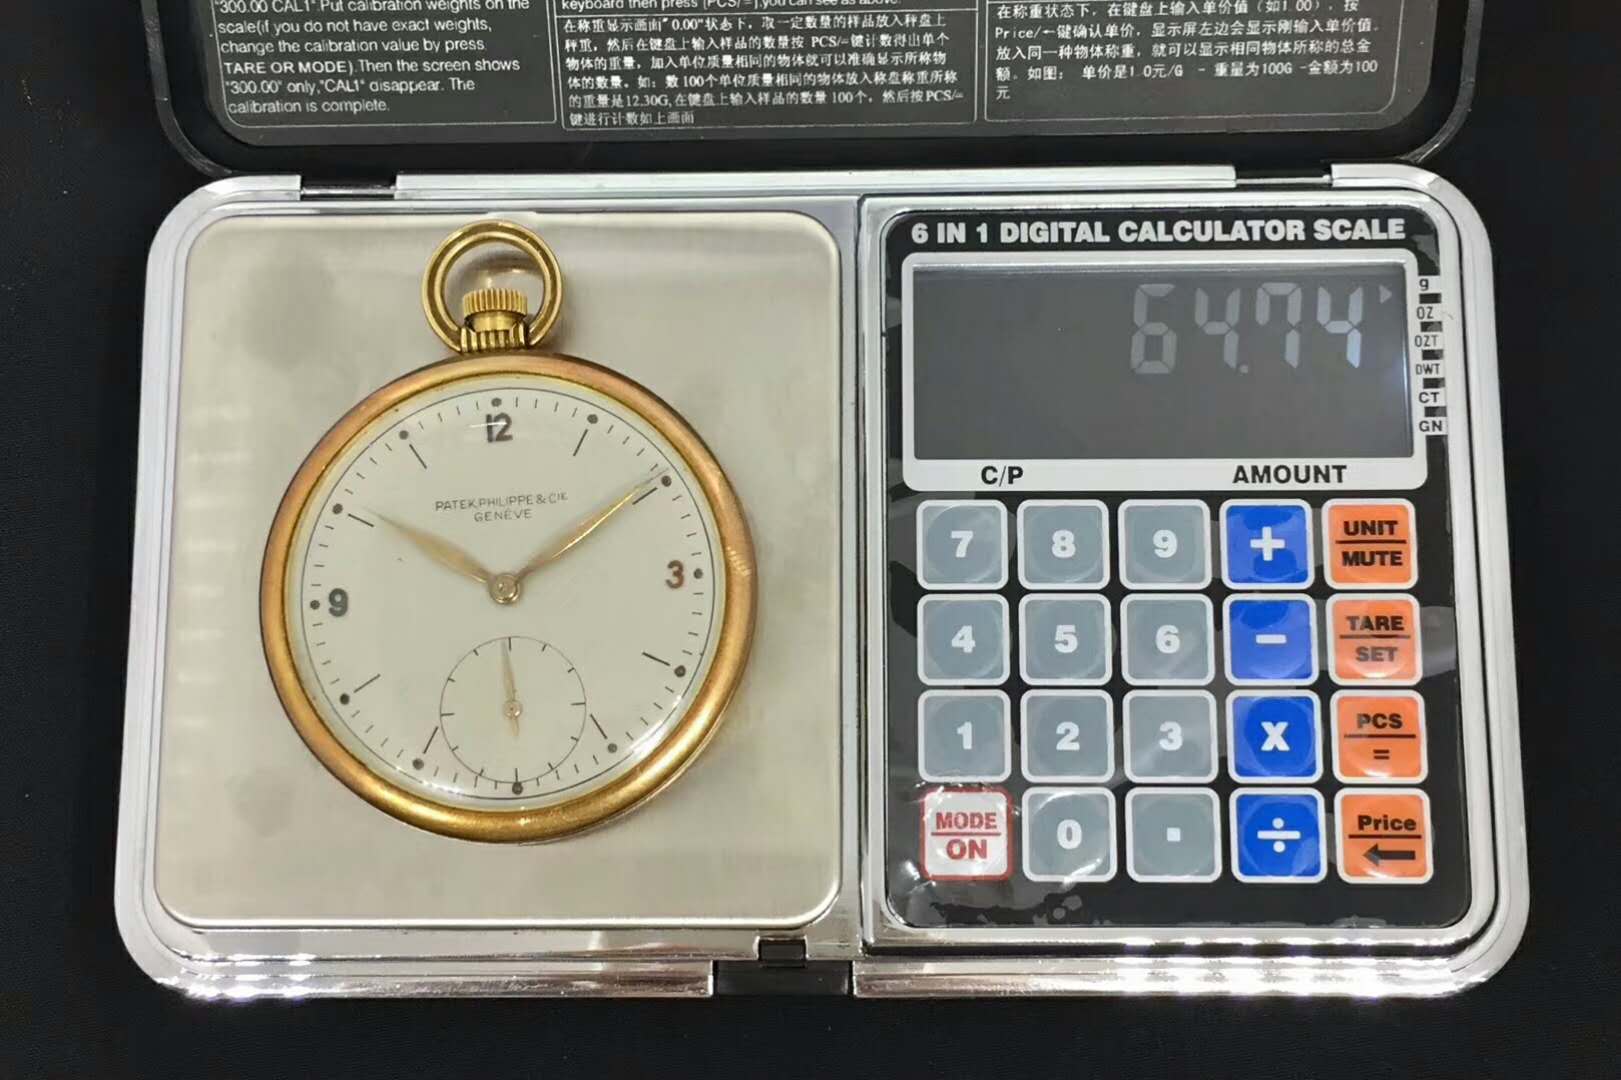 "300.00 CAL1".Put calibration weights on the
scale(if you do not have exact weights,
change the calibration value by press
TARE OR MODE).Then the screen shows
"300.00" only,"CAL1" disappear. The
calibration is complete.
keyboard then press [PCS/=],you can see as above.
在称重显示画面"0.00"状态下，取一定数量的样品放入秤盘上
秤重，然后在键盘上输入样品的数量按 PCS/=键计数得出单个
物体的重量，加入单位质量相同的物体就可以准确显示所称物
体的数量。如：数100个单位质量相同的物体放入称盘称重所称
的重量是12.30G,在键盘上输入样品的数量 100个，然后按PCS/=
键进行计数如上画面
在称重状态下，在键盘上输入单价值（如1.00），按
Price/←键确认单价，显示屏左边会显示刚输入单价值。
放入同一种物体称重，就可以显示相同物体所称的总金
额。如图： 单价是1.0元/G - 重量为100G -金额为100
元
12
PATEK,PHILIPPE & CIE
GENÈVE
3
9
6 IN 1 DIGITAL CALCULATOR SCALE
64.74
g
OZ
OZT
DWT
CT
GN
C/P AMOUNT
7 8 9 + UNIT
MUTE
4 5 6 − TARE
SET
1 2 3 X PCS
=
MODE
ON
0 . ÷ Price
←